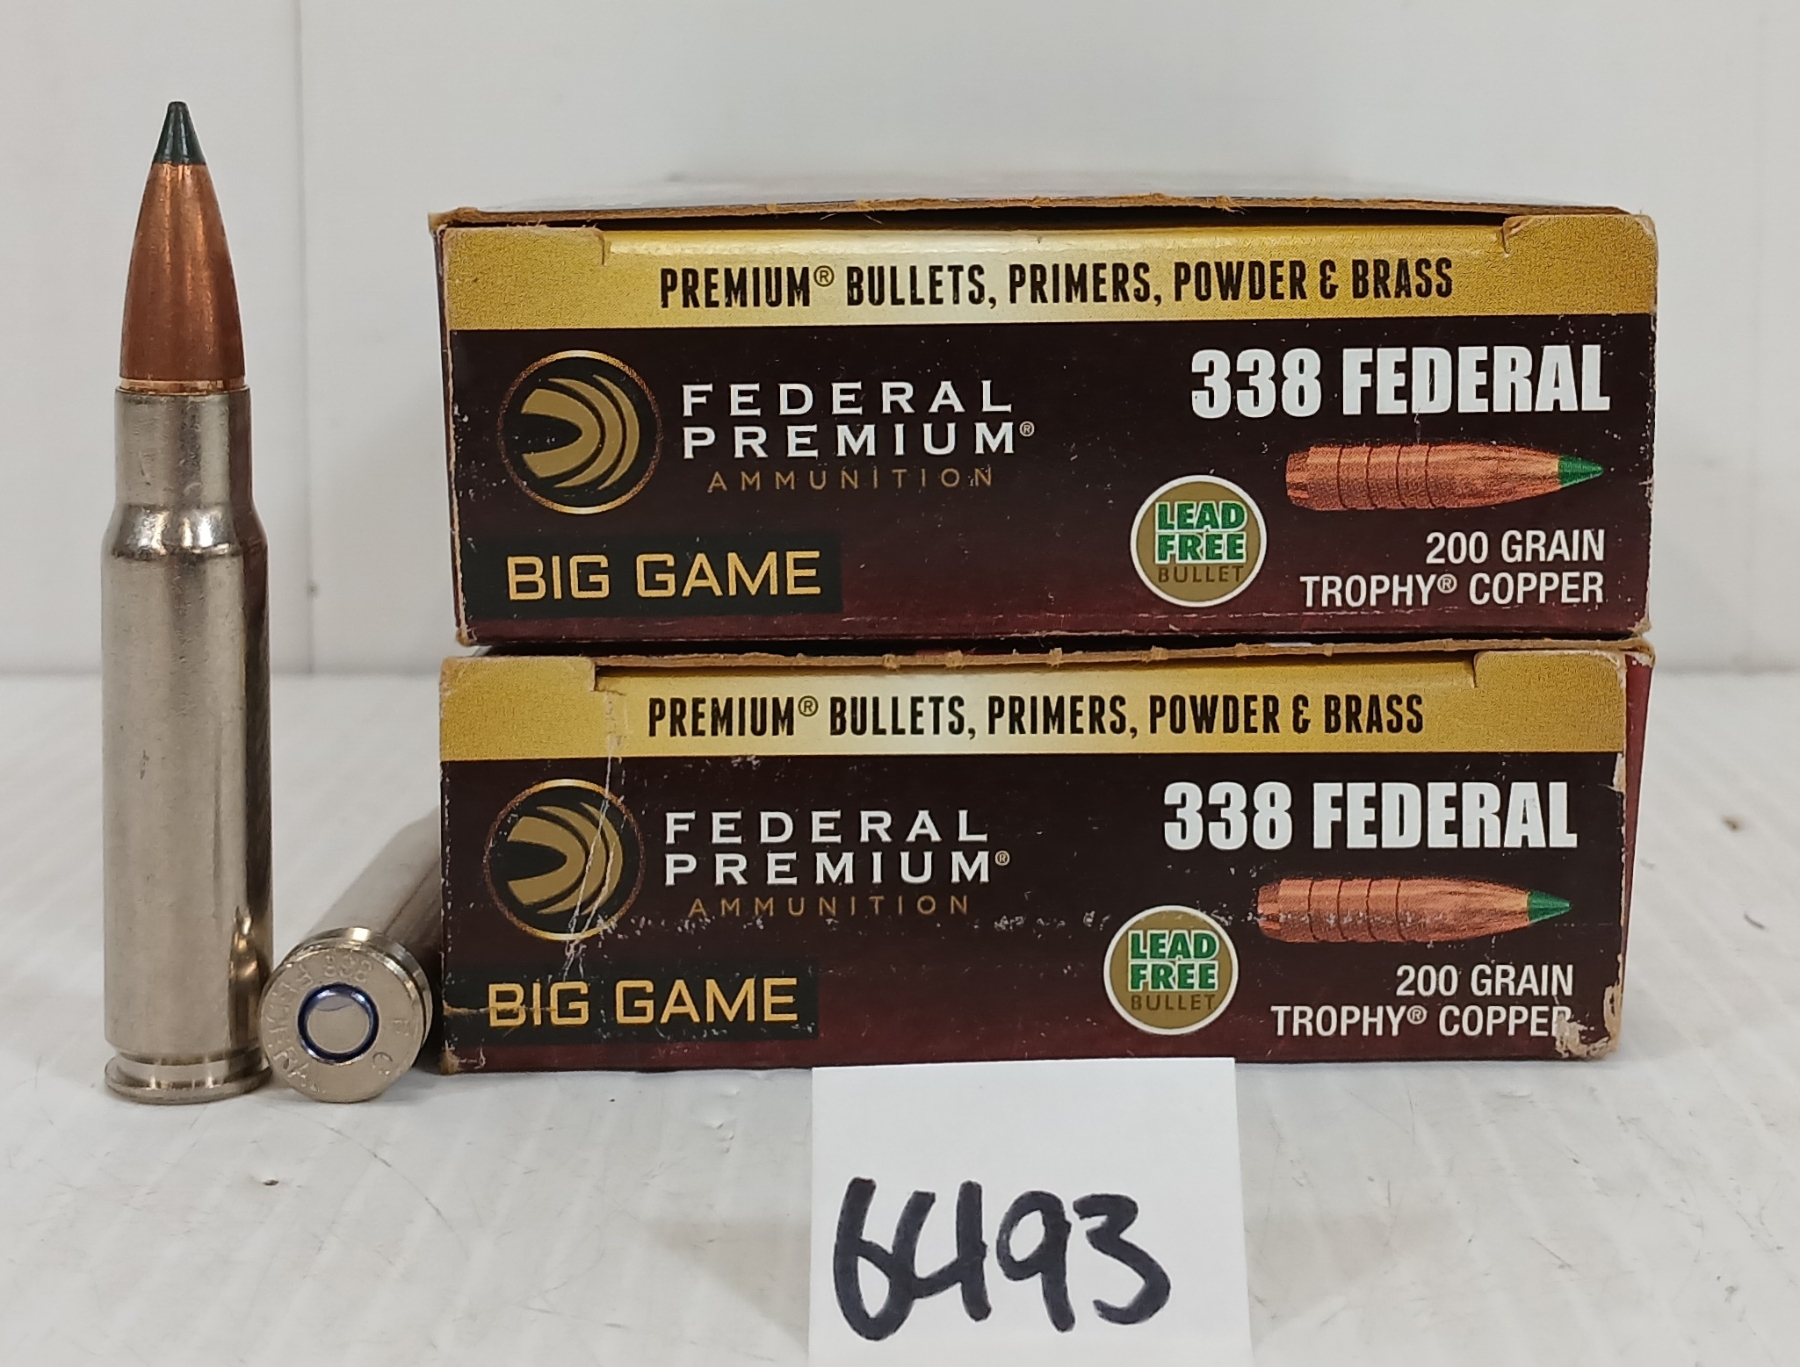 PREMIUM® BULLETS, PRIMERS, POWDER & BRASS
FEDERAL
PREMIUM®
AMMUNITION
BIG GAME
338 FEDERAL
LEAD
FREE
BULLET
200 GRAIN
TROPHY® COPPER
PREMIUM® BULLETS, PRIMERS, POWDER & BRASS
FEDERAL
PREMIUM®
AMMUNITION
BIG GAME
338 FEDERAL
LEAD
FREE
BULLET
200 GRAIN
TROPHY® COPPER
338
6493